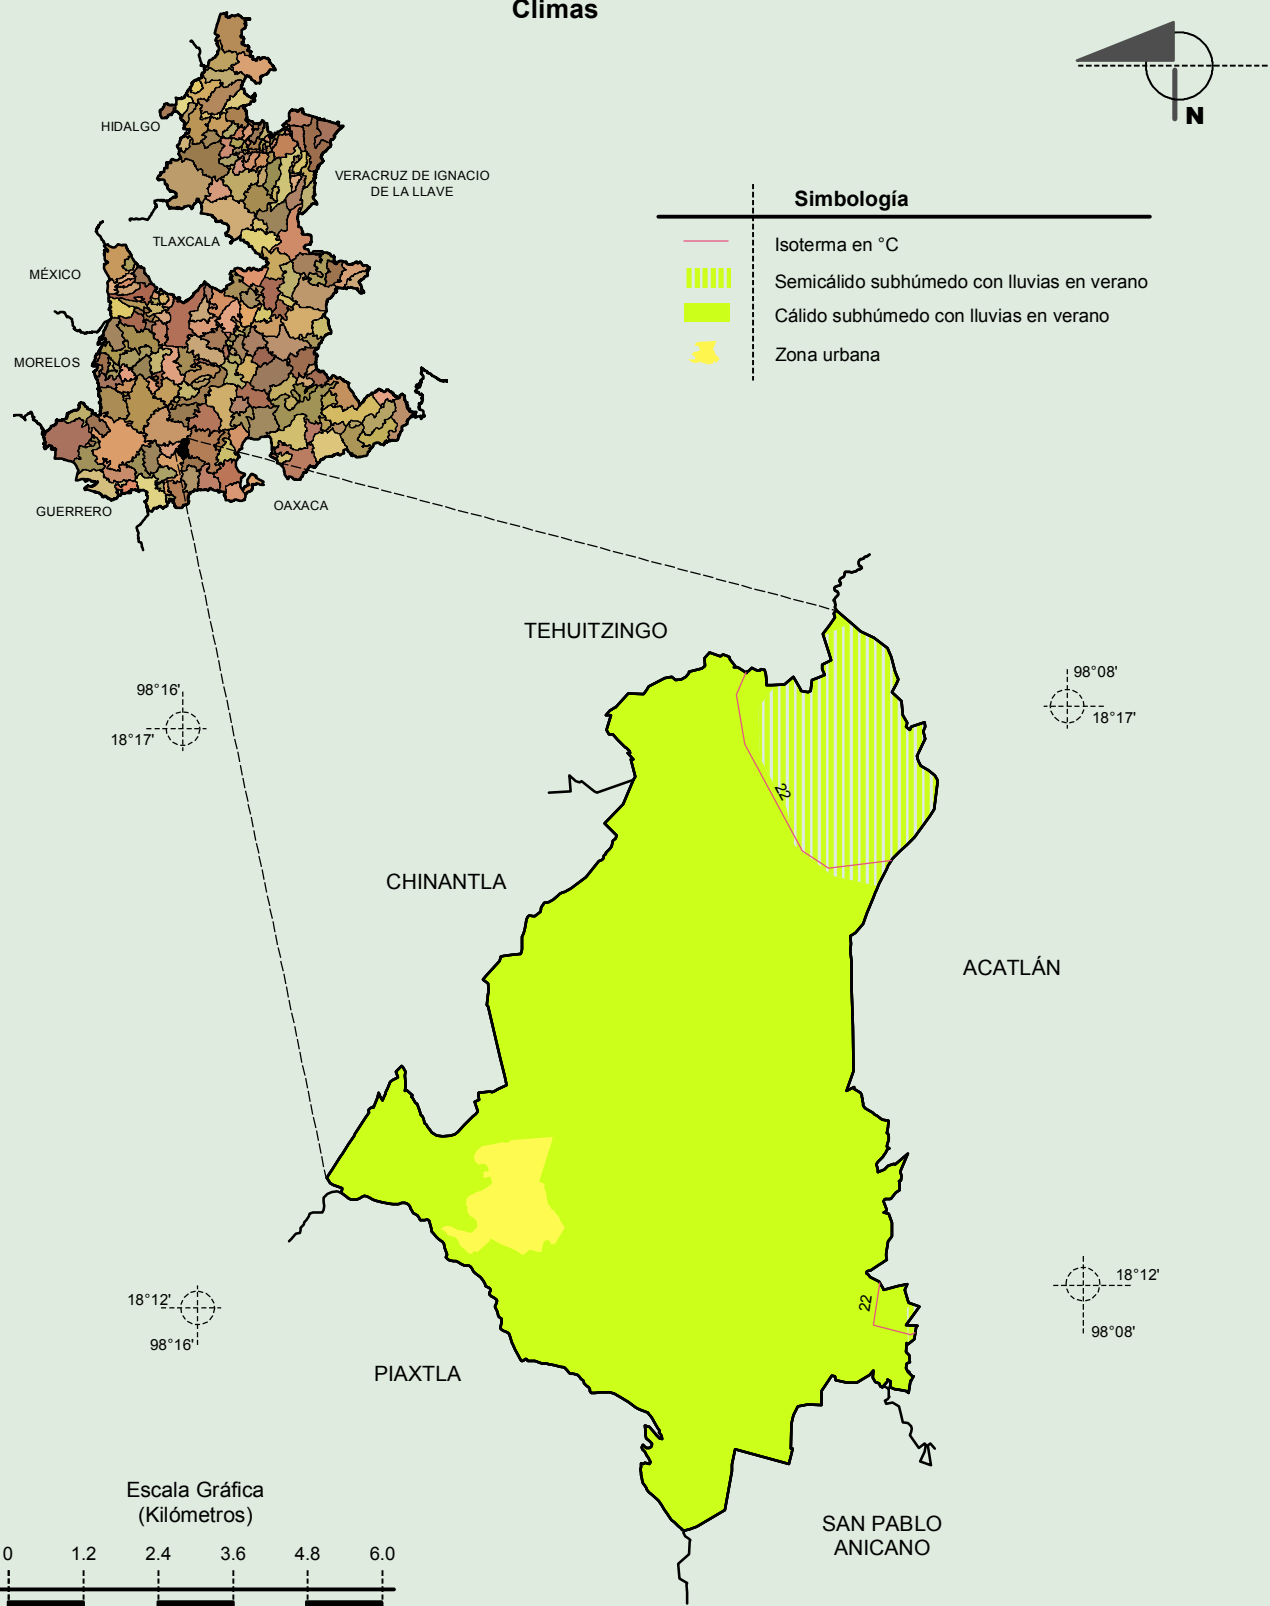 Climas
N
HIDALGO
VERACRUZ DE IGNACIO
DE LA LLAVE
TLAXCALA
MÉXICO
MORELOS
GUERRERO
OAXACA
Simbología
Isoterma en °C
Semicálido subhúmedo con lluvias en verano
Cálido subhúmedo con lluvias en verano
Zona urbana
TEHUITZINGO
98°16'
18°17'
98°08'
18°17'
22
CHINANTLA
ACATLÁN
18°12'
98°16'
22
18°12'
98°08'
PIAXTLA
SAN PABLO
ANICANO
Escala Gráfica
(Kilómetros)
0 1.2 2.4 3.6 4.8 6.0